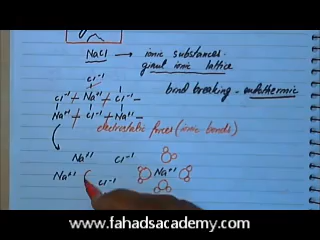 NaCl → ionic substances.
giant ionic lattice
bond breaking - endothermic
Cl⁻¹
Cl⁻¹ + Na⁺¹ Cl⁻¹
Na⁺¹ + Cl⁻¹ + Na⁺¹
electrostatic forces (ionic bonds)
Na⁺¹ Cl⁻¹
Na⁺¹ Cl⁻¹ Na⁺¹
www.fahadsacademy.com